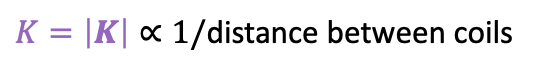 K = |K| ∝ 1/distance between coils